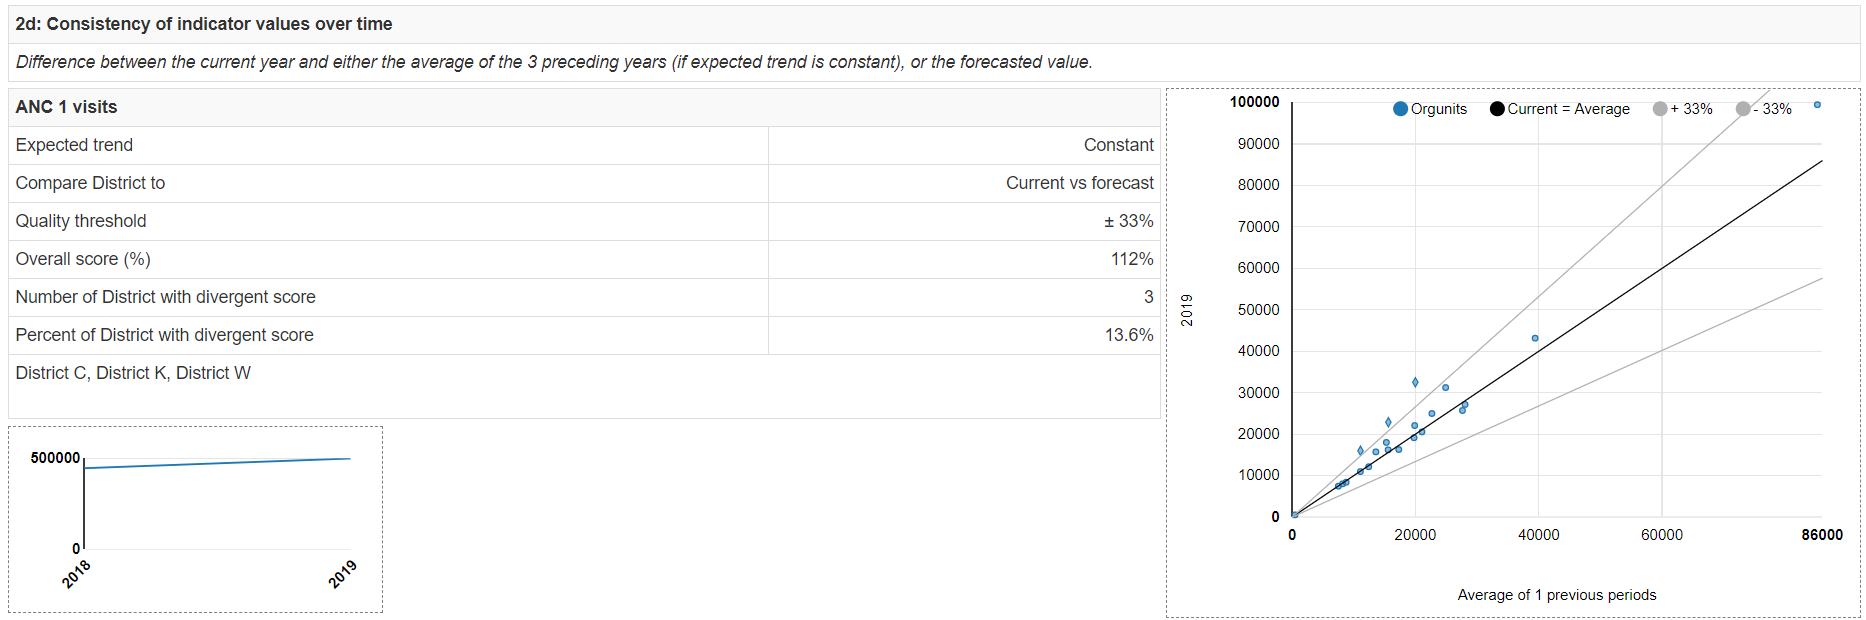 2d: Consistency of indicator values over time
Difference between the current year and either the average of the 3 preceding years (if expected trend is constant), or the forecasted value.
ANC 1 visits
Expected trend Constant
Compare District to Current vs forecast
Quality threshold ± 33%
Overall score (%) 112%
Number of District with divergent score 3
Percent of District with divergent score 13.6%
District C, District K, District W
500000
0
2018 2019
Orgunits Current = Average + 33% - 33%
100000
90000
80000
70000
60000
50000
40000
30000
20000
10000
0
2019
0 20000 40000 60000 86000
Average of 1 previous periods